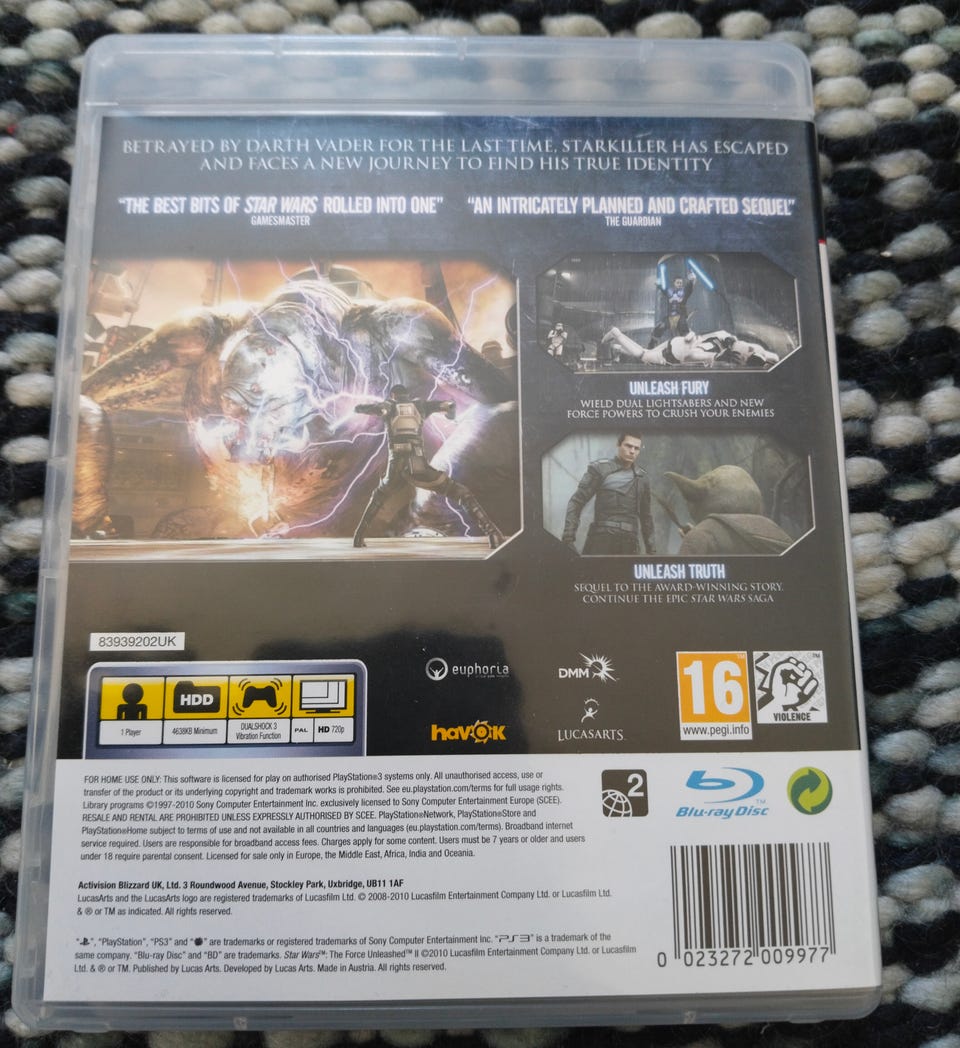 BETRAYED BY DARTH VADER FOR THE LAST TIME, STARKILLER HAS ESCAPED
AND FACES A NEW JOURNEY TO FIND HIS TRUE IDENTITY
"THE BEST BITS OF STAR WARS ROLLED INTO ONE"
GAMESMASTER
"AN INTRICATELY PLANNED AND CRAFTED SEQUEL"
THE GUARDIAN
UNLEASH FURY
WIELD DUAL LIGHTSABERS AND NEW
FORCE POWERS TO CRUSH YOUR ENEMIES
UNLEASH TRUTH
SEQUEL TO THE AWARD-WINNING STORY.
CONTINUE THE EPIC STAR WARS SAGA
83939202UK
HDD
1 Player
4638KB Minimum
DUALSHOCK 3
Vibration Function
PAL
HD 720p
euphoria
havok
DMM
LUCASARTS
16
www.pegi.info
TM
VIOLENCE
FOR HOME USE ONLY: This software is licensed for play on authorised PlayStation®3 systems only. All unauthorised access, use or
transfer of the product or its underlying copyright and trademark works is prohibited. See eu.playstation.com/terms for full usage rights.
Library programs ©1997-2010 Sony Computer Entertainment Inc. exclusively licensed to Sony Computer Entertainment Europe (SCEE).
RESALE AND RENTAL ARE PROHIBITED UNLESS EXPRESSLY AUTHORISED BY SCEE. PlayStation®Network, PlayStation®Store and
PlayStation®Home subject to terms of use and not available in all countries and languages (eu.playstation.com/terms). Broadband internet
service required. Users are responsible for broadband access fees. Charges apply for some content. Users must be 7 years or older and users
under 18 require parental consent. Licensed for sale only in Europe, the Middle East, Africa, India and Oceania.
2
Blu-ray Disc
TM
Activision Blizzard UK, Ltd. 3 Roundwood Avenue, Stockley Park, Uxbridge, UB11 1AF
LucasArts and the LucasArts logo are registered trademarks of Lucasfilm Ltd. © 2008-2010 Lucasfilm Entertainment Company Ltd. or Lucasfilm Ltd.
& ® or TM as indicated. All rights reserved.
" ", "PlayStation", "PS3" and " " are trademarks or registered trademarks of Sony Computer Entertainment Inc. "PS3" is a trademark of the
same company. "Blu-ray Disc" and "BD" are trademarks. Star Wars™: The Force Unleashed™ II ©2010 Lucasfilm Entertainment Company Ltd. or Lucasfilm
Ltd. & ® or TM. Published by Lucas Arts. Developed by Lucas Arts. Made in Austria. All rights reserved.
0 023272 009977